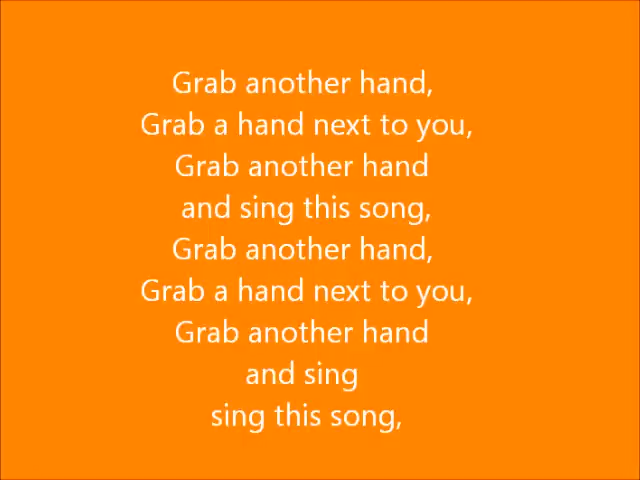 Grab another hand,
Grab a hand next to you,
Grab another hand
and sing this song,
Grab another hand,
Grab a hand next to you,
Grab another hand
and sing
sing this song,